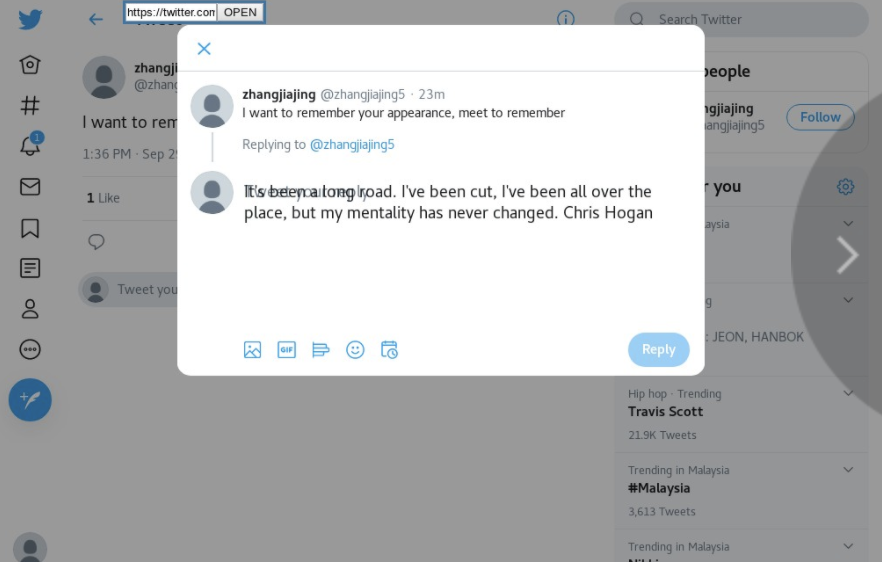 https://twitter.com
OPEN
Search Twitter
zhangji
@zhang
I want to rem
1:36 PM · Sep 2
1 Like
Tweet you
1
zhangjiajing @zhangjiajing5 · 23m
I want to remember your appearance, meet to remember
Replying to @zhangjiajing5
It's been a long road. I've been cut, I've been all over the
place, but my mentality has never changed. Chris Hogan
GIF
Reply
people
ngjiajing
angjiajing5
Follow
r you
laysia
g
: JEON, HANBOK
Hip hop · Trending
Travis Scott
21.9K Tweets
Trending in Malaysia
#Malaysia
3,613 Tweets
Trending in Malaysia